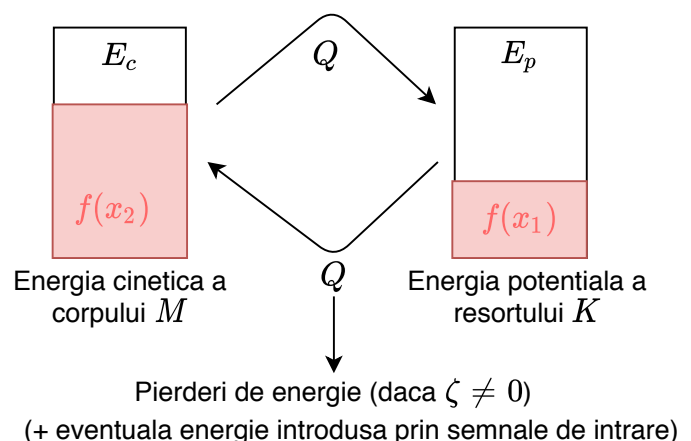 E_c
Q
E_p
f(x_2)
f(x_1)
Energia cinetica a
corpului M
Q
Energia potentiala a
resortului K
Pierderi de energie (daca ζ ≠ 0)
(+ eventuala energie introdusa prin semnale de intrare)